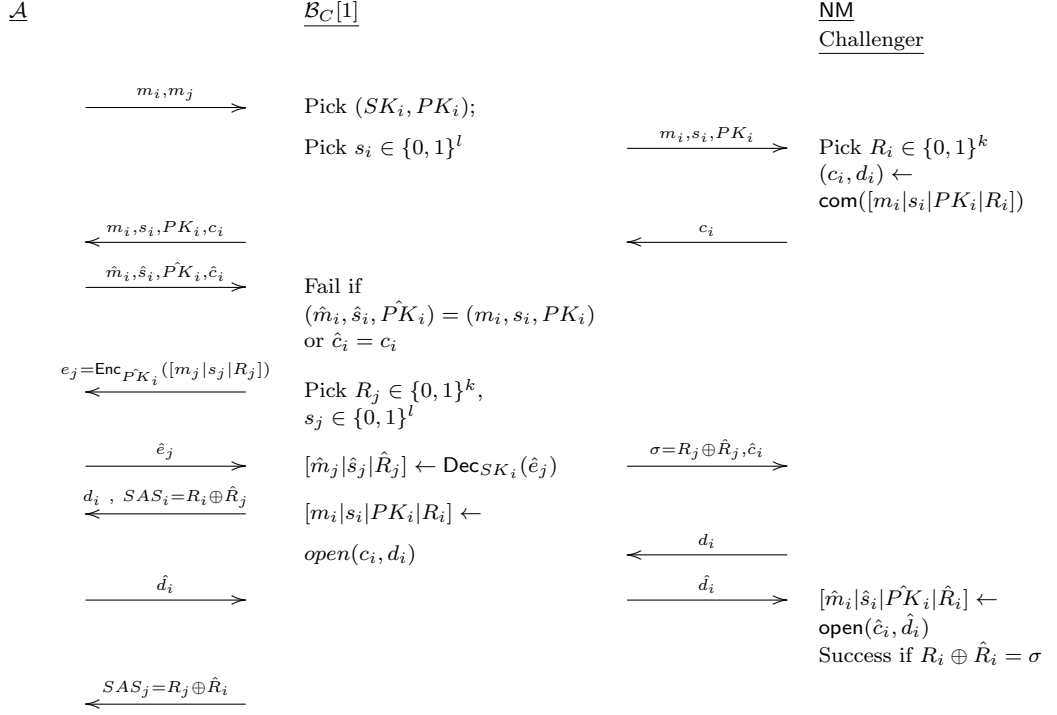 𝒜 ℬ_C[1] NM
Challenger
m_i,m_j Pick (SK_i, PK_i);
Pick s_i ∈ {0, 1}^l m_i,s_i,PK_i Pick R_i ∈ {0, 1}^k
(c_i, d_i) ←
com([m_i|s_i|PK_i|R_i])
m_i,s_i,PK_i,c_i c_i
m̂_i,ŝ_i,P̂K_i,ĉ_i Fail if
(m̂_i, ŝ_i, P̂K_i) = (m_i, s_i, PK_i)
or ĉ_i = c_i
e_j=Enc_{P̂K_i}([m_j|s_j|R_j]) Pick R_j ∈ {0, 1}^k,
s_j ∈ {0, 1}^l
ê_j [m̂_j|ŝ_j|R̂_j] ← Dec_{SK_i}(ê_j) σ=R_j⊕R̂_j,ĉ_i
d_i , SAS_i=R_i⊕R̂_j [m_i|s_i|PK_i|R_i] ←
open(c_i, d_i) d_i
d̂_i d̂_i [m̂_i|ŝ_i|P̂K_i|R̂_i] ←
open(ĉ_i, d̂_i)
Success if R_i ⊕ R̂_i = σ
SAS_j=R_j⊕R̂_i